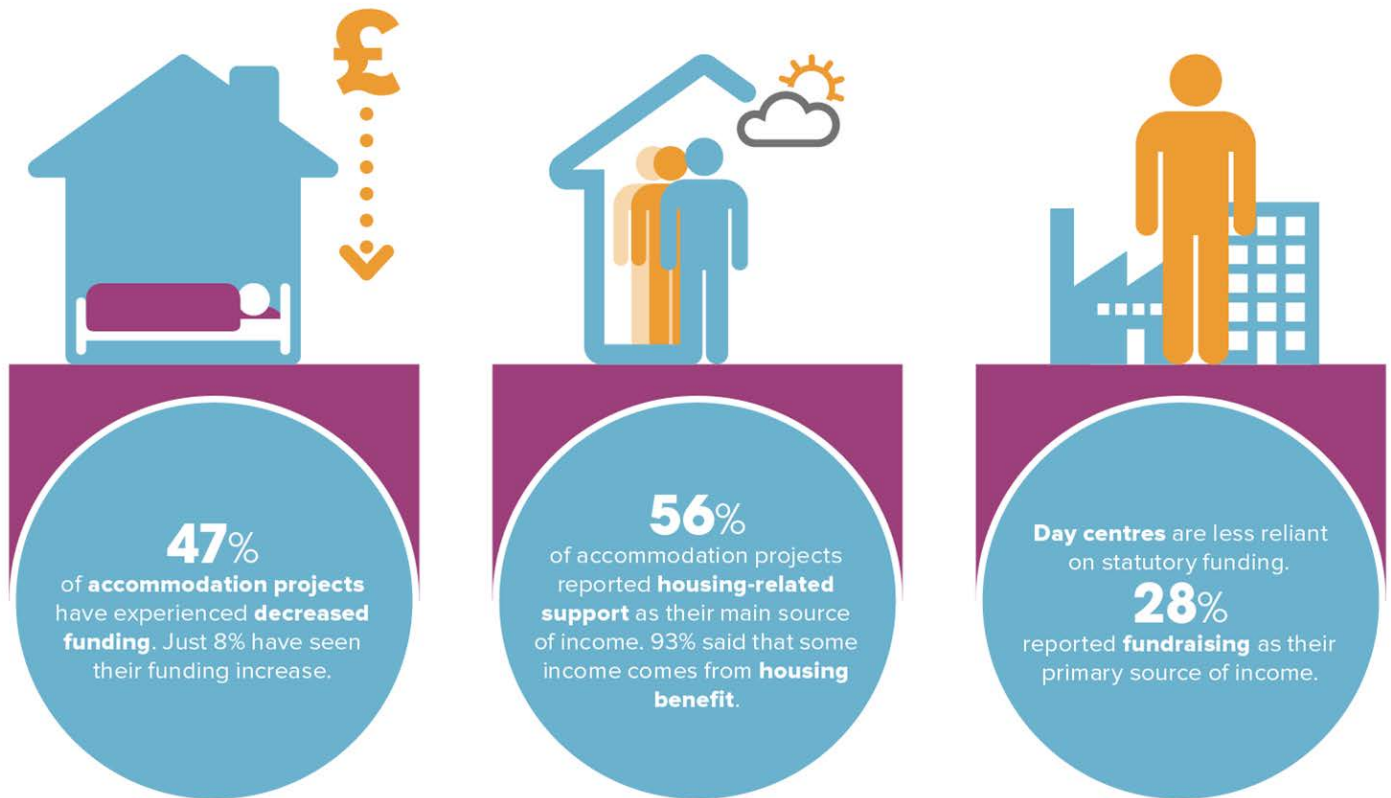 £
47%
of accommodation projects
have experienced decreased
funding. Just 8% have seen
their funding increase.
56%
of accommodation projects
reported housing-related
support as their main source
of income. 93% said that some
income comes from housing
benefit.
Day centres are less reliant
on statutory funding.
28%
reported fundraising as their
primary source of income.